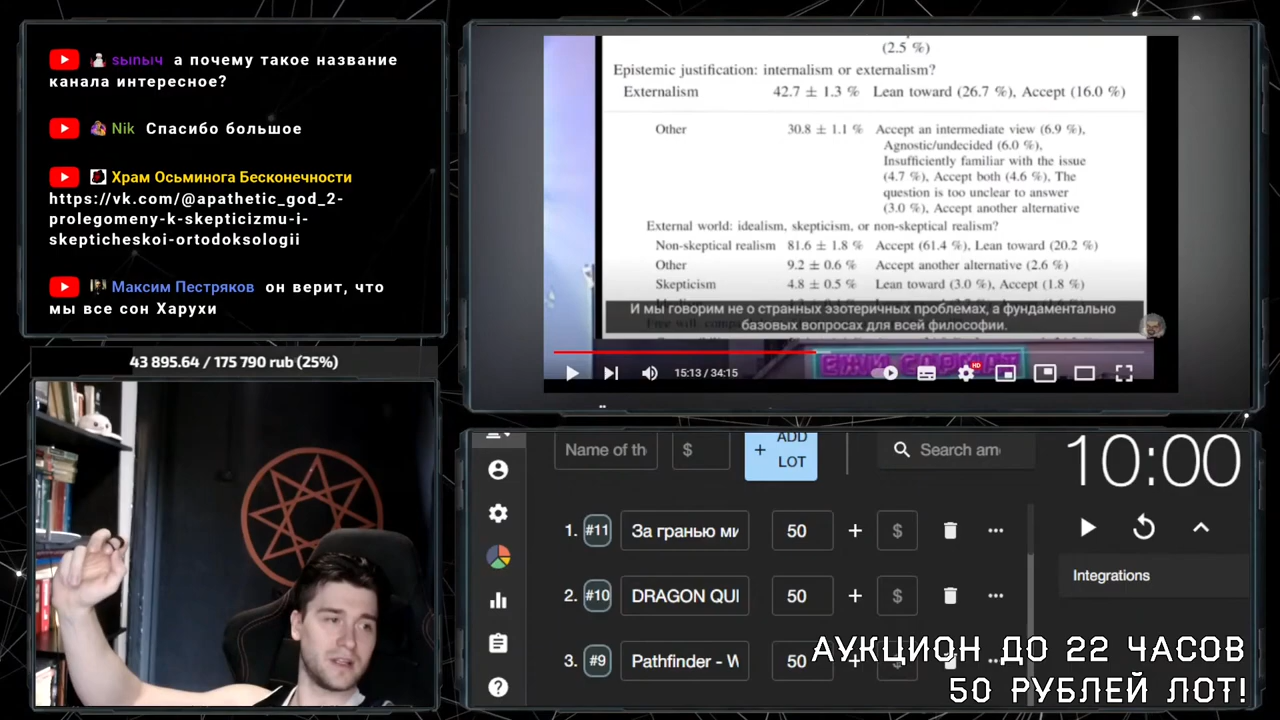 sыпыч а почему такое название
канала интересное?
Nik Спасибо большое
Храм Осьминога Бесконечности
https://vk.com/@apathetic_god_2-
prolegomeny-k-skepticizmu-i-
skepticheskoi-ortodoksologii
Максим Пестряков он верит, что
мы все сон Харухи
43 895.64 / 175 790 rub (25%)
(2.5 %)
Epistemic justification: internalism or externalism?
Externalism 42.7 ± 1.3 % Lean toward (26.7 %), Accept (16.0 %)
Other 30.8 ± 1.1 % Accept an intermediate view (6.9 %),
Agnostic/undecided (6.0 %),
Insufficiently familiar with the issue
(4.7 %), Accept both (4.6 %), The
question is too unclear to answer
(3.0 %), Accept another alternative
External world: idealism, skepticism, or non-skeptical realism?
Non-skeptical realism 81.6 ± 1.8 % Accept (61.4 %), Lean toward (20.2 %)
Other 9.2 ± 0.6 % Accept another alternative (2.6 %)
Skepticism 4.8 ± 0.5 % Lean toward (3.0 %), Accept (1.8 %)
И мы говорим не о странных эзотеричных проблемах, а фундаментально
базовых вопросах для всей философии.
15:13 / 34:15
HD
Name of th $ + ADD
LOT
Search am
10:00
1. #11 За гранью ми 50 + $
2. #10 DRAGON QUE 50 + $
3. #9 Pathfinder - W 50
Integrations
АУКЦИОН ДО 22 ЧАСОВ
50 РУБЛЕЙ ЛОТ!